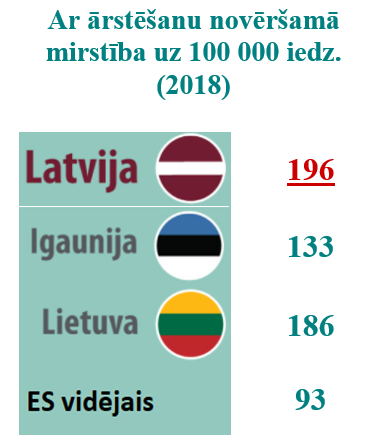 Ar ārstēšanu novēršamā
mirstība uz 100 000 iedz.
(2018)
Latvija 196
Igaunija 133
Lietuva 186
ES vidējais 93